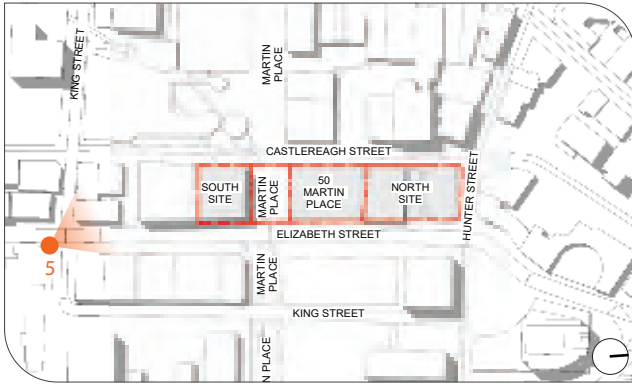 KING STREET
MARTIN
PLACE
CASTLEREAGH STREET
SOUTH
SITE
MARTIN
PLACE
50
MARTIN
PLACE
NORTH
SITE
HUNTER STREET
ELIZABETH STREET
5
MARTIN
PLACE
KING STREET
N PLACE